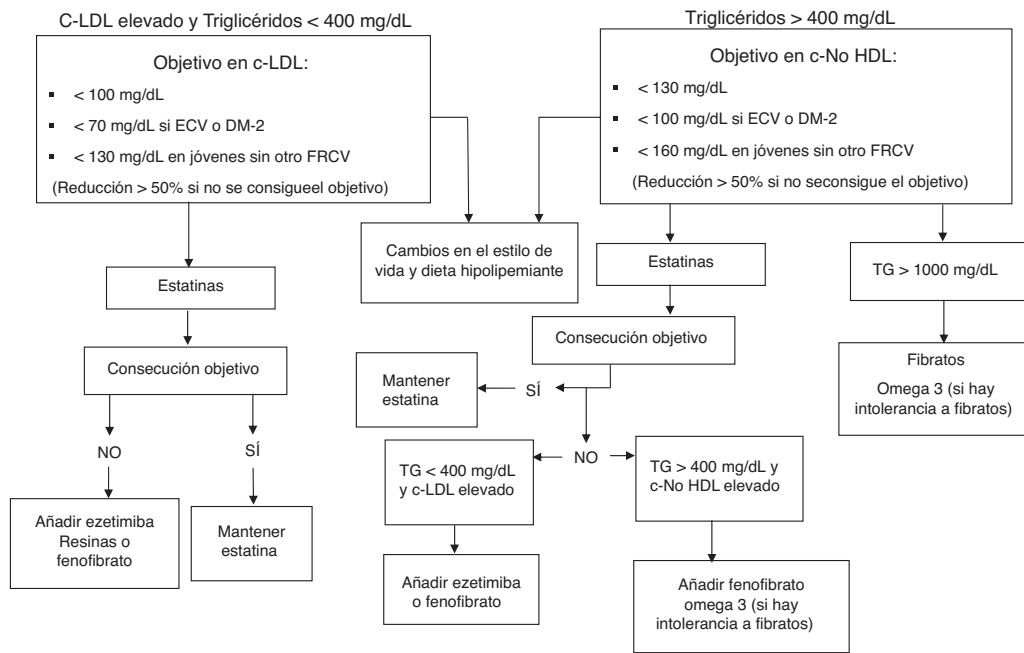 C-LDL elevado y Triglicéridos < 400 mg/dL
Objetivo en c-LDL:
▪ < 100 mg/dL
▪ < 70 mg/dL si ECV o DM-2
▪ < 130 mg/dL en jóvenes sin otro FRCV
(Reducción > 50% si no se consigueel objetivo)
Triglicéridos > 400 mg/dL
Objetivo en c-No HDL:
▪ < 130 mg/dL
▪ < 100 mg/dL si ECV o DM-2
▪ < 160 mg/dL en jóvenes sin otro FRCV
(Reducción > 50% si no seconsigue el objetivo)
Cambios en el estilo de
vida y dieta hipolipemiante
Estatinas
Consecución objetivo
NO
SÍ
Añadir ezetimiba
Resinas o
fenofibrato
Mantener
estatina
Estatinas
TG > 1000 mg/dL
Consecución objetivo
Fibratos
Omega 3 (si hay
intolerancia a fibratos)
Mantener
estatina
SÍ
NO
TG < 400 mg/dL
y c-LDL elevado
TG > 400 mg/dL y
c-No HDL elevado
Añadir ezetimiba
o fenofibrato
Añadir fenofibrato
omega 3 (si hay
intolerancia a fibratos)